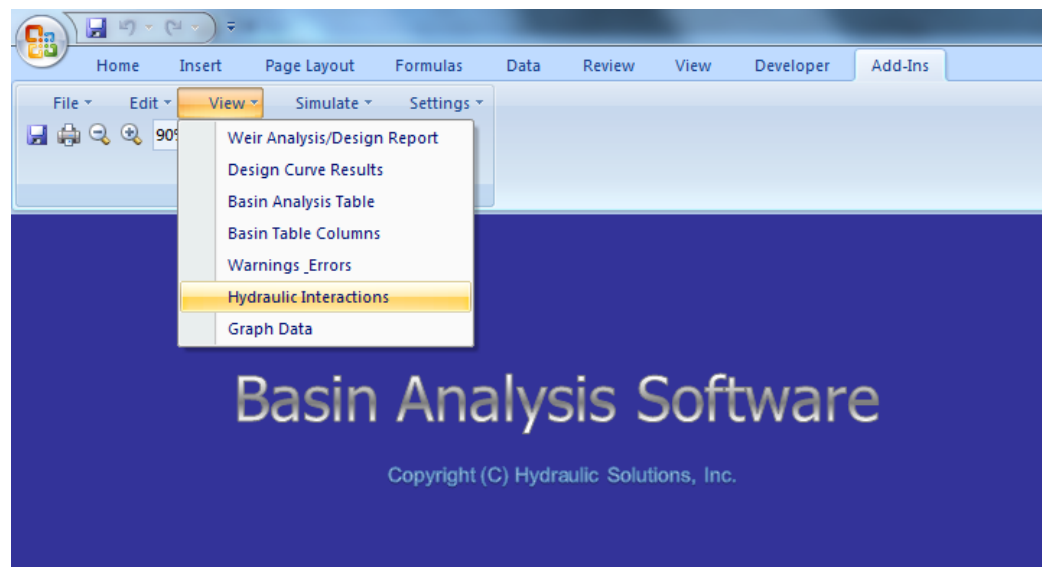 Home Insert Page Layout Formulas Data Review View Developer Add-Ins
File Edit View Simulate Settings
90%
Weir Analysis/Design Report
Design Curve Results
Basin Analysis Table
Basin Table Columns
Warnings _Errors
Hydraulic Interactions
Graph Data
Basin Analysis Software
Copyright (C) Hydraulic Solutions, Inc.